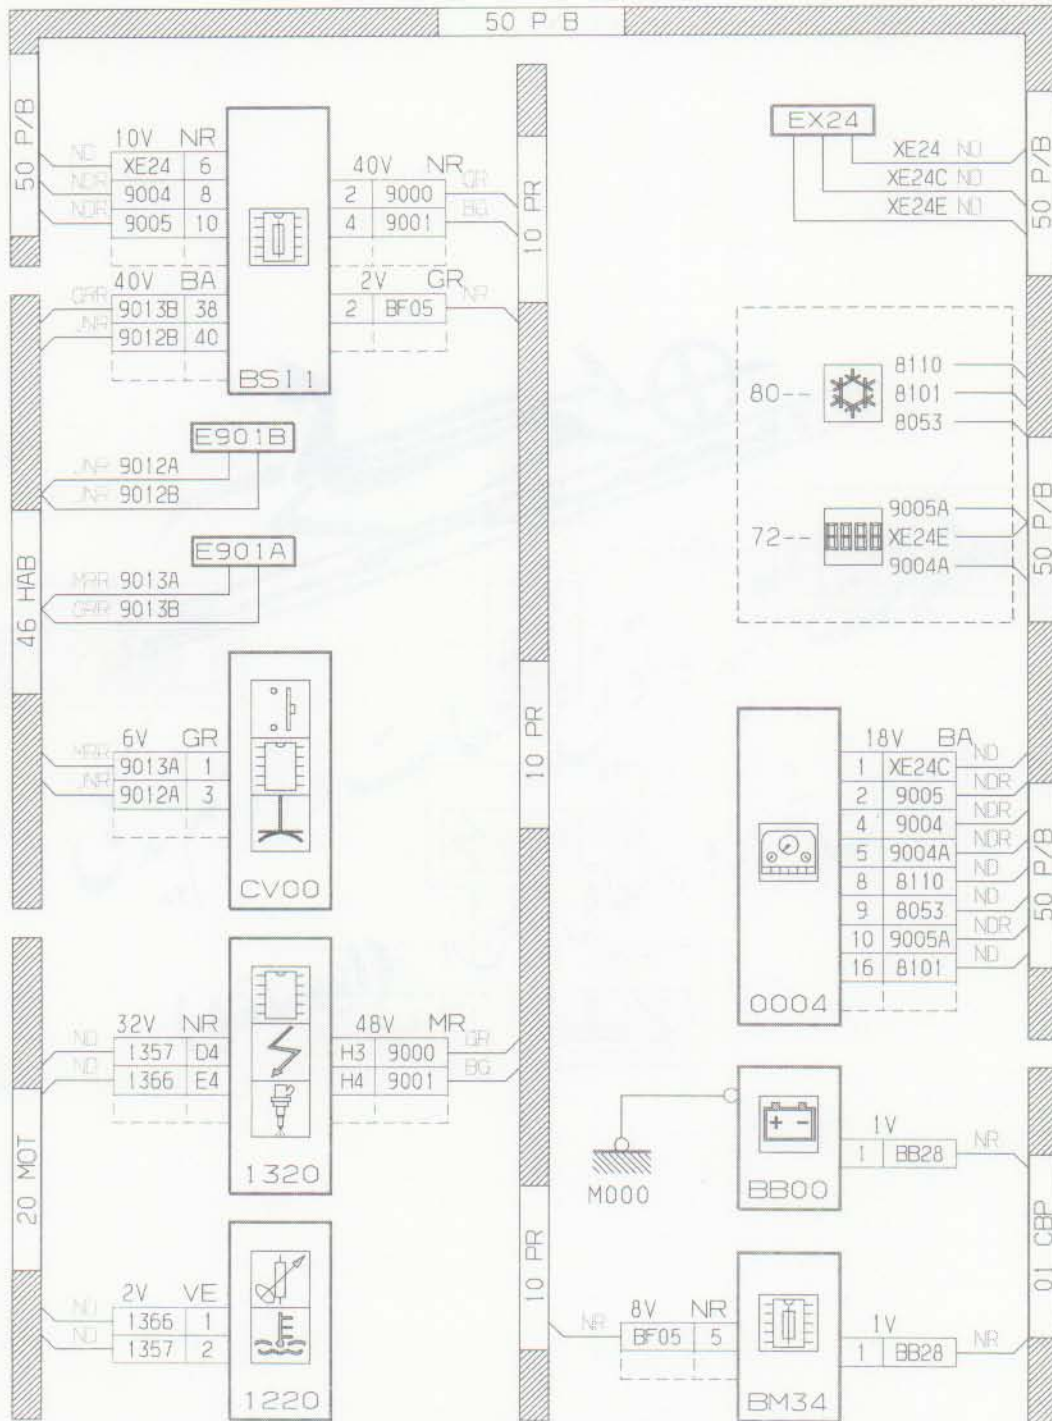 50 P B
50 P/B
10V NR
ND XE24 6
NDR 9004 8
NDR 9005 10
40V BA
GRR 9013B 38
JNR 9012B 40
BS11
40V NR
2 9000 GR
4 9001 BG
2V GR
2 BF05 NR
10 PR
E901B
JNR 9012A
JNR 9012B
E901A
MRR 9013A
GRR 9013B
46 HAB
6V GR
MRR 9013A 1
JNR 9012A 3
CV00
10 PR
32V NR
ND 1357 D4
ND 1366 E4
1320
48V MR
H3 9000 GR
H4 9001 BG
20 MOT
2V VE
ND 1366 1
ND 1357 2
1220
10 PR
EX24
XE24 ND
XE24C ND
XE24E ND
50 P/B
80--
8110
8101
8053
72--
9005A
XE24E
9004A
50 P/B
0004
18V BA
1 XE24C ND
2 9005 NDR
4 9004 NDR
5 9004A NDR
8 8110 ND
9 8053 ND
10 9005A NDR
16 8101 ND
50 P/B
M000
+ -
BB00
1V
1 BB28 NR
01 CBP
8V NR
NR BF05 5
BM34
1V
1 BB28 NR